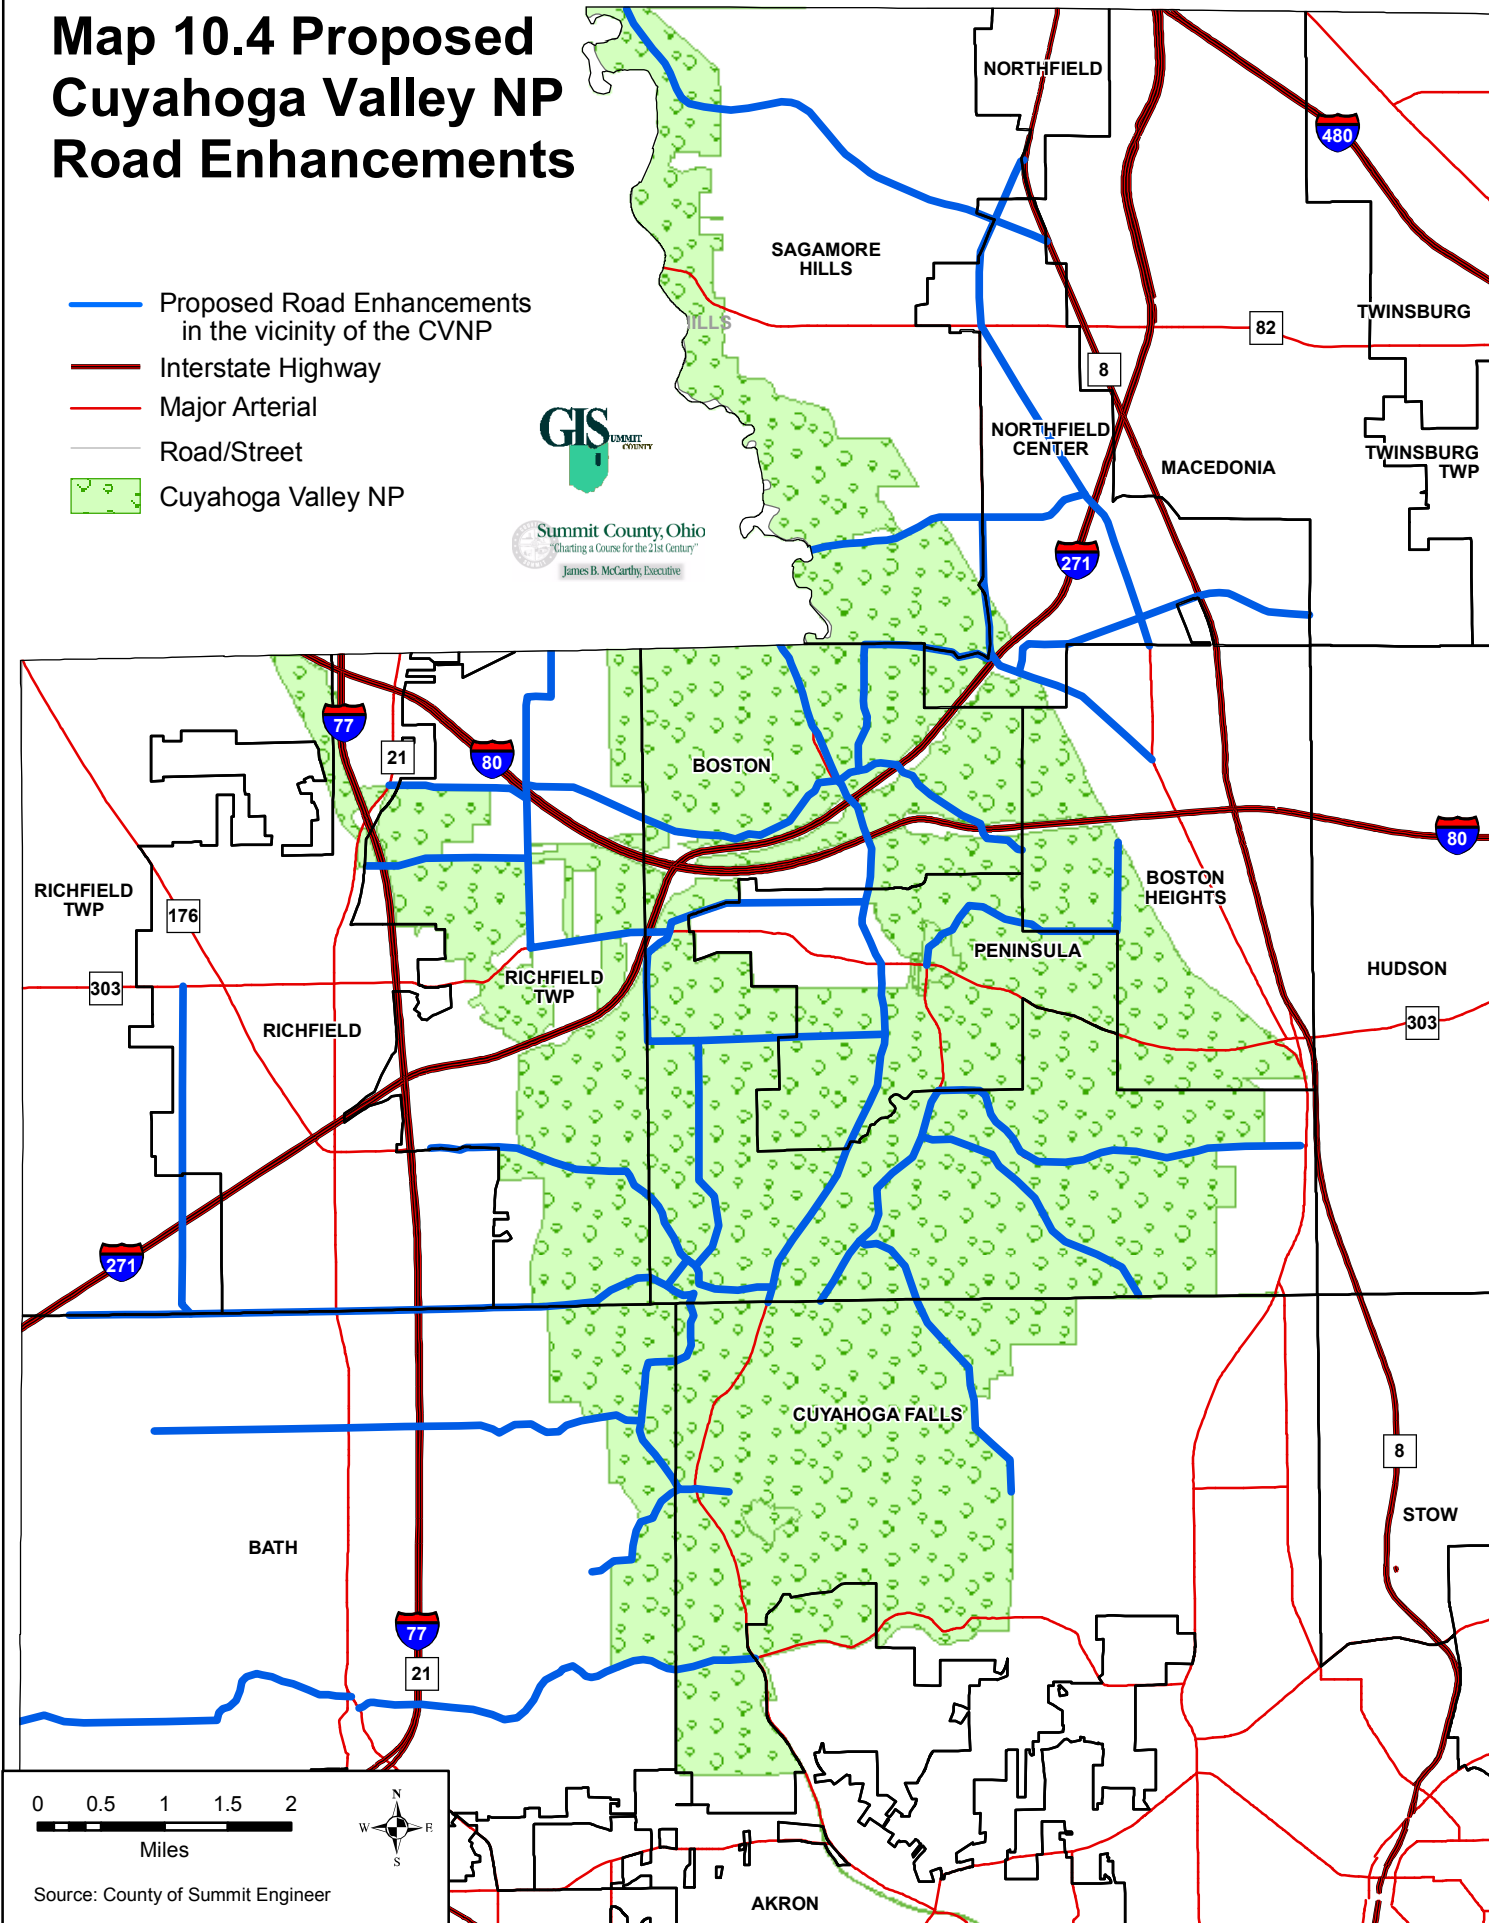 Map 10.4 Proposed
Cuyahoga Valley NP
Road Enhancements
Proposed Road Enhancements
in the vicinity of the CVNP
Interstate Highway
Major Arterial
Road/Street
Cuyahoga Valley NP
GIS
UMMIT
COUNTY
Summit County, Ohio
"Charting a Course for the 21st Century"
James B. McCarthy, Executive
NORTHFIELD
480
SAGAMORE
HILLS
ILLS
TWINSBURG
82
8
NORTHFIELD
CENTER
MACEDONIA
TWINSBURG
TWP
271
77
21
80
BOSTON
80
RICHFIELD
TWP
176
BOSTON
HEIGHTS
PENINSULA
HUDSON
RICHFIELD
TWP
303
RICHFIELD
303
271
CUYAHOGA FALLS
8
STOW
BATH
77
21
0 0.5 1 1.5 2
Miles
N
W E
S
Source: County of Summit Engineer
AKRON